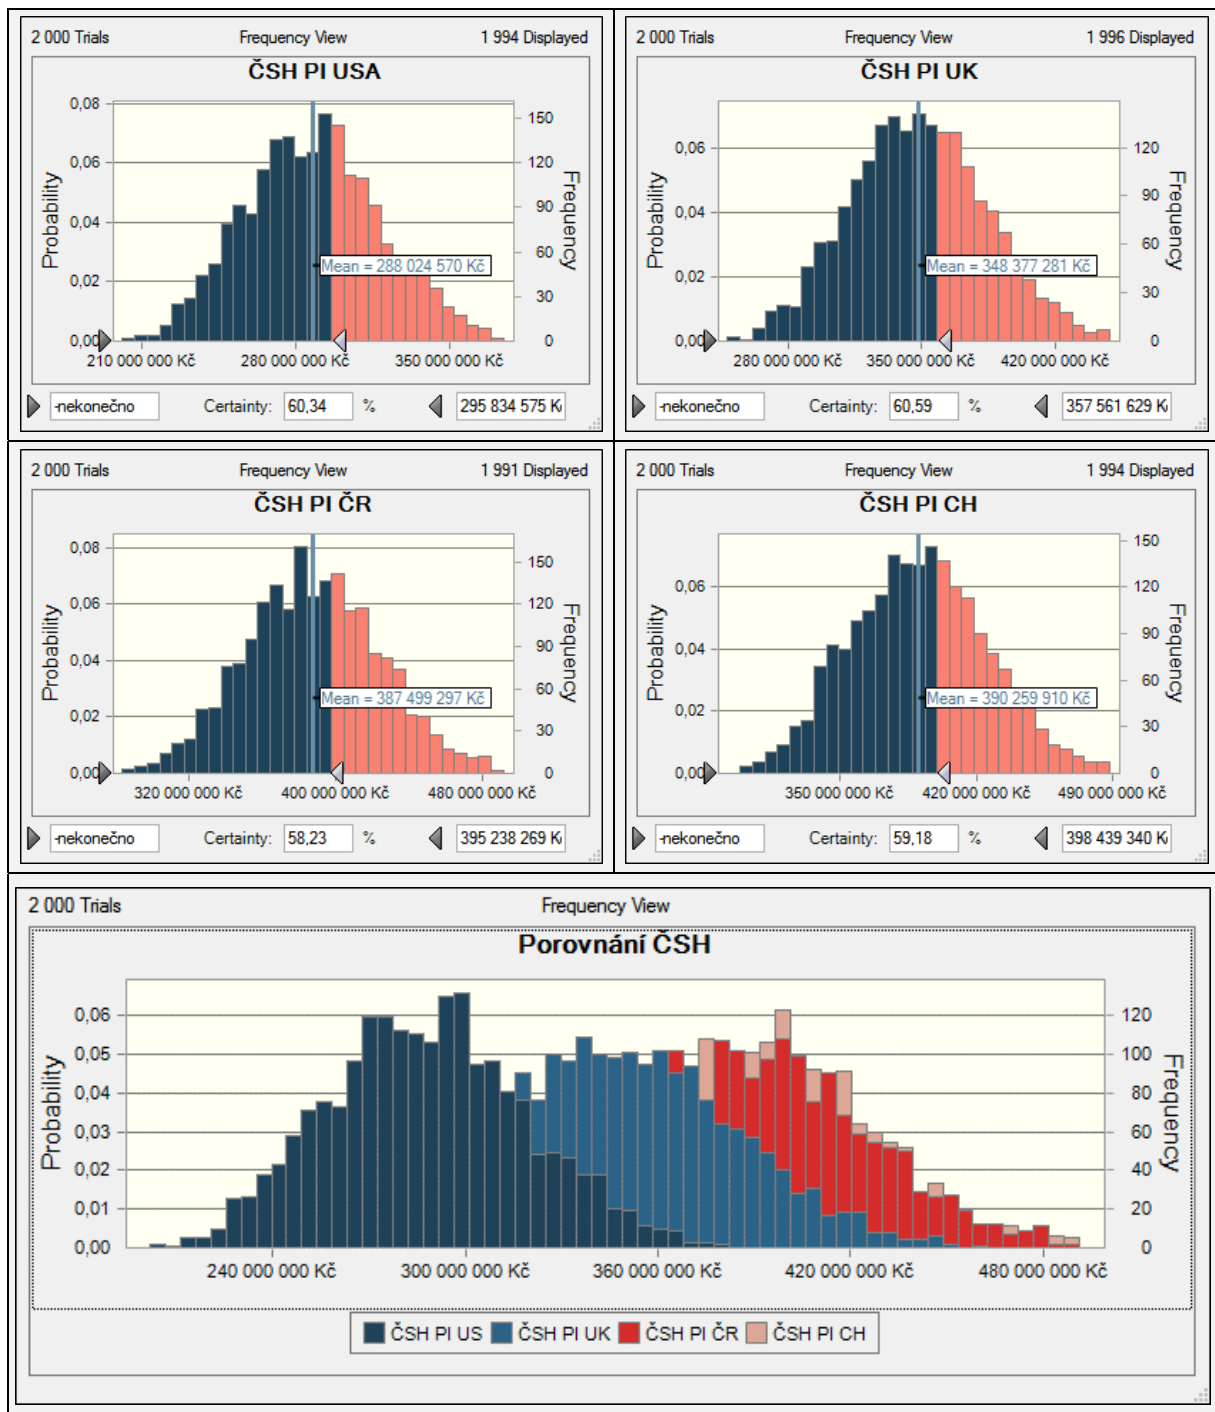 2 000 Trials Frequency View 1 994 Displayed
ČSH PI USA
Probability
0,08
0,06
0,04
0,02
0,00
150
120
90
60
30
0
Frequency
Mean = 288 024 570 Kč
210 000 000 Kč 280 000 000 Kč 350 000 000 Kč
-nekonečno Certainty: 60,34 % 295 834 575 K
2 000 Trials Frequency View 1 996 Displayed
ČSH PI UK
Probability
0,06
0,04
0,02
0,00
120
90
60
30
0
Frequency
Mean = 348 377 281 Kč
280 000 000 Kč 350 000 000 Kč 420 000 000 Kč
-nekonečno Certainty: 60,59 % 357 561 629 K
2 000 Trials Frequency View 1 991 Displayed
ČSH PI ČR
Probability
0,08
0,06
0,04
0,02
0,00
150
120
90
60
30
0
Frequency
Mean = 387 499 297 Kč
320 000 000 Kč 400 000 000 Kč 480 000 000 Kč
-nekonečno Certainty: 58,23 % 395 238 269 K
2 000 Trials Frequency View 1 994 Displayed
ČSH PI CH
Probability
0,06
0,04
0,02
0,00
150
120
90
60
30
0
Frequency
Mean = 390 259 910 Kč
350 000 000 Kč 420 000 000 Kč 490 000 000 Kč
-nekonečno Certainty: 59,18 % 398 439 340 K
2 000 Trials Frequency View
Porovnání ČSH
Probability
0,06
0,05
0,04
0,03
0,02
0,01
0,00
120
100
80
60
40
20
0
Frequency
240 000 000 Kč 300 000 000 Kč 360 000 000 Kč 420 000 000 Kč 480 000 000 Kč
ČSH PI US ČSH PI UK ČSH PI ČR ČSH PI CH